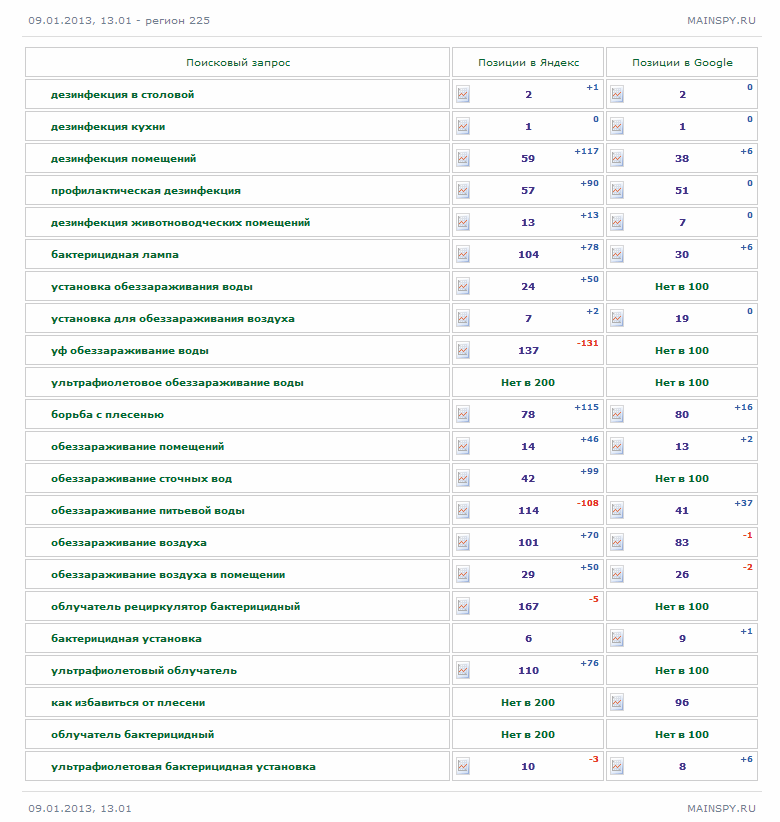 09.01.2013, 13.01 - регион 225 MAINSPY.RU
Поисковый запрос Позиции в Яндекс Позиции в Google
дезинфекция в столовой 2 +1 2 0
дезинфекция кухни 1 0 1 0
дезинфекция помещений 59 +117 38 +6
профилактическая дезинфекция 57 +90 51 0
дезинфекция животноводческих помещений 13 +13 7 0
бактерицидная лампа 104 +78 30 +6
установка обеззараживания воды 24 +50 Нет в 100
установка для обеззараживания воздуха 7 +2 19 0
уф обеззараживание воды 137 -131 Нет в 100
ультрафиолетовое обеззараживание воды Нет в 200 Нет в 100
борьба с плесенью 78 +115 80 +16
обеззараживание помещений 14 +46 13 +2
обеззараживание сточных вод 42 +99 Нет в 100
обеззараживание питьевой воды 114 -108 41 +37
обеззараживание воздуха 101 +70 83 -1
обеззараживание воздуха в помещении 29 +50 26 -2
облучатель рециркулятор бактерицидный 167 -5 Нет в 100
бактерицидная установка 6 9 +1
ультрафиолетовый облучатель 110 +76 Нет в 100
как избавиться от плесени Нет в 200 96
облучатель бактерицидный Нет в 200 Нет в 100
ультрафиолетовая бактерицидная установка 10 -3 8 +6
09.01.2013, 13.01 MAINSPY.RU